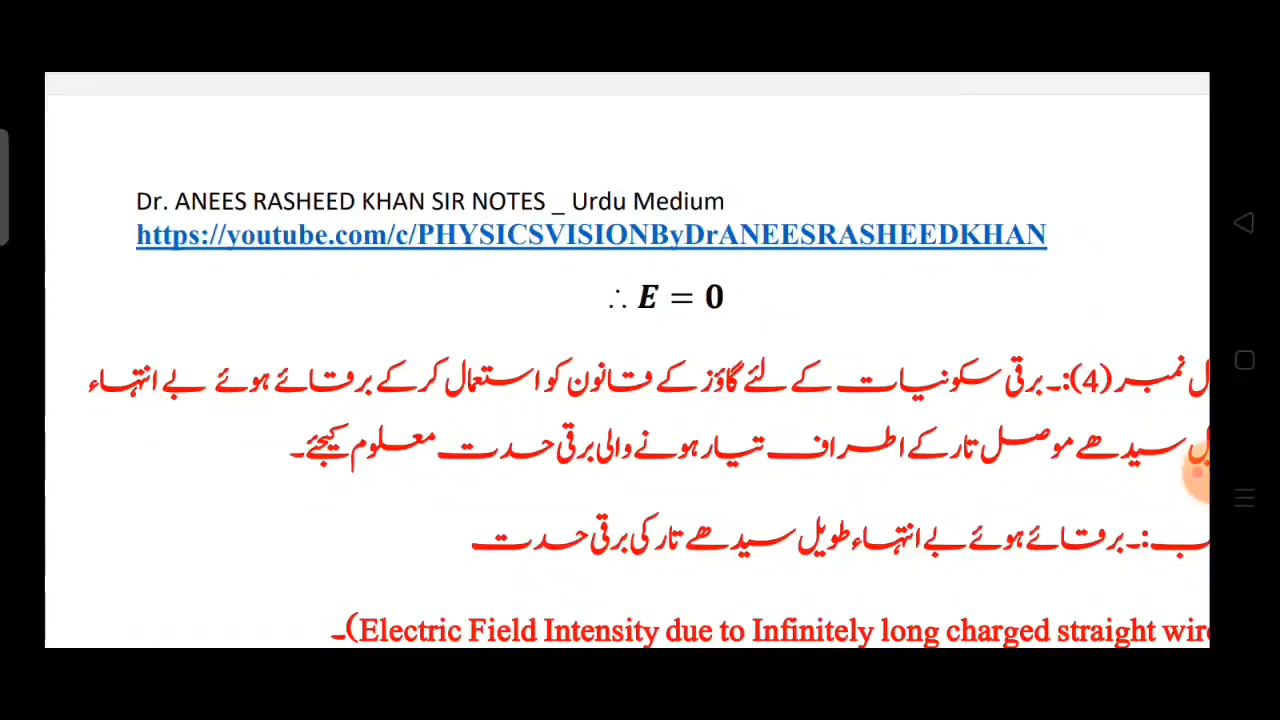 Dr. ANEES RASHEED KHAN SIR NOTES _ Urdu Medium
https://youtube.com/c/PHYSICSVISIONByDrANEESRASHEEDKHAN
∴ E = 0
نمبر (4):۔ برقی سکونیات کے لئے گاؤز کے قانون کو استعمال کرکے برقائے ہوئے بے انتہاء
سیدھے موصل تار کے اطراف تیار ہونے والی برقی حدت معلوم کیجئے۔
:۔ برقائے ہوئے بے انتہاء طویل سیدھے تار کی برقی حدت
(Electric Field Intensity due to Infinitely long charged straight ۔